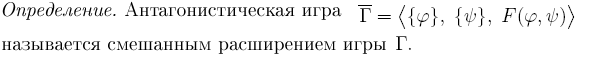 Определение. Антагонистическая игра Γ̅ = ⟨{φ}, {ψ}, F(φ, ψ)⟩
называется смешанным расширением игры Γ.